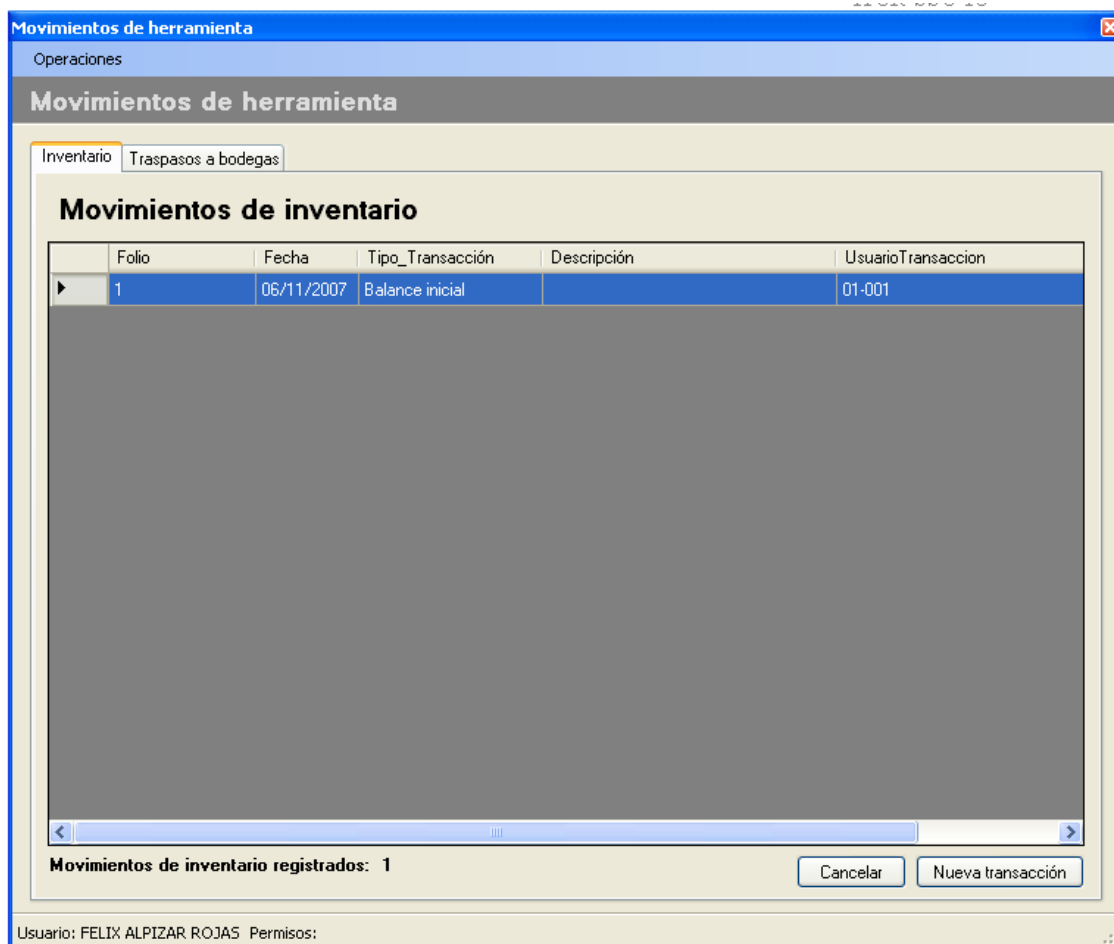 Movimientos de herramienta
Operaciones
Movimientos de herramienta
Inventario Traspasos a bodegas
Movimientos de inventario
Folio Fecha Tipo_Transacción Descripción UsuarioTransaccion
1 06/11/2007 Balance inicial 01-001
Movimientos de inventario registrados: 1
Cancelar Nueva transacción
Usuario: FELIX ALPIZAR ROJAS Permisos: